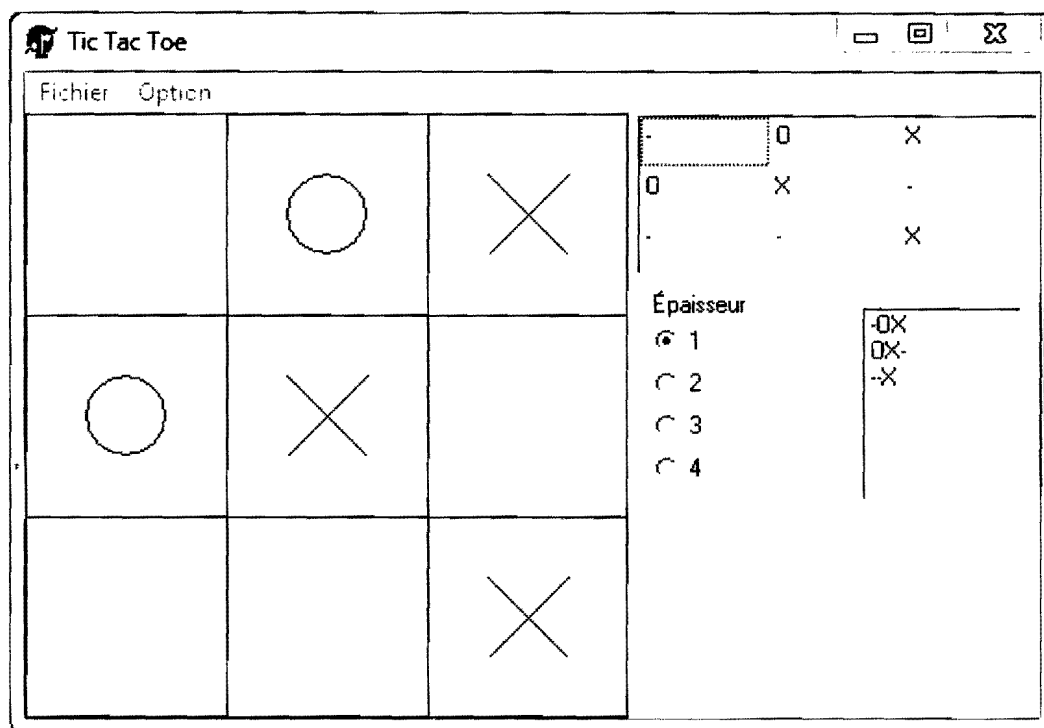 Tic Tac Toe
Fichier Option
- 0 X
0 X -
- - X
Épaisseur
1
2
3
4
-0X
0X-
--X